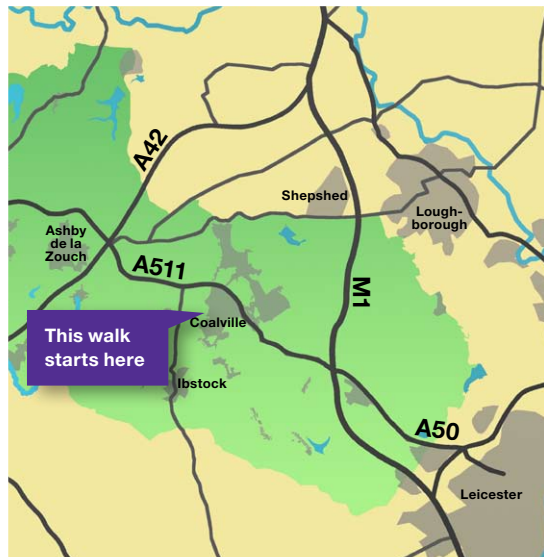 A42
Shepshed
Lough-
borough
Ashby
de la
Zouch
A511
M1
This walk
starts here
Coalville
Ibstock
A50
Leicester